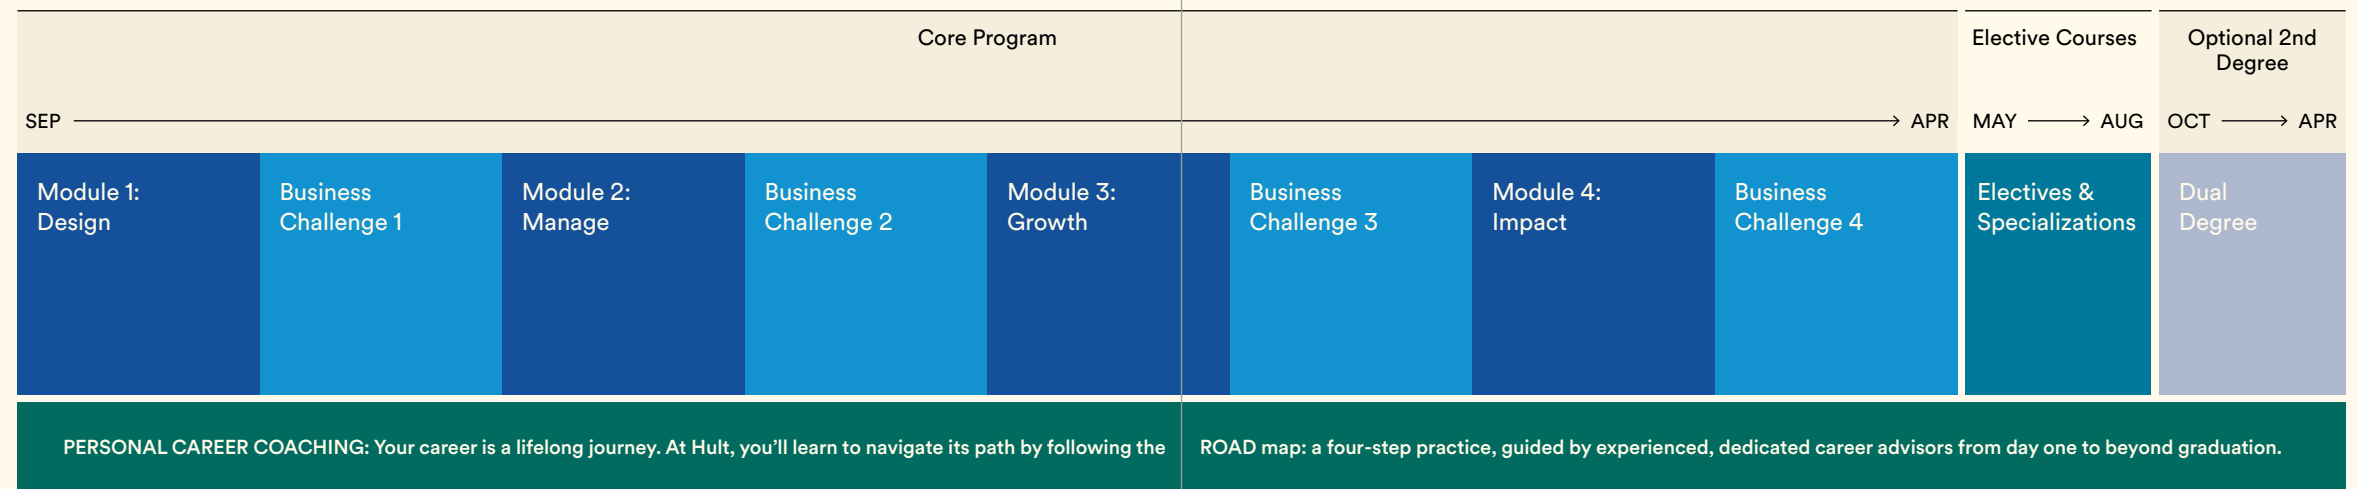 Core Program
Elective Courses
Optional 2nd
Degree
SEP
APR
MAY
AUG
OCT
APR
Module 1:
Design
Business
Challenge 1
Module 2:
Manage
Business
Challenge 2
Module 3:
Growth
Business
Challenge 3
Module 4:
Impact
Business
Challenge 4
Electives &
Specializations
Dual
Degree
PERSONAL CAREER COACHING: Your career is a lifelong journey. At Hult, you’ll learn to navigate its path by following the ROAD map: a four-step practice, guided by experienced, dedicated career advisors from day one to beyond graduation.